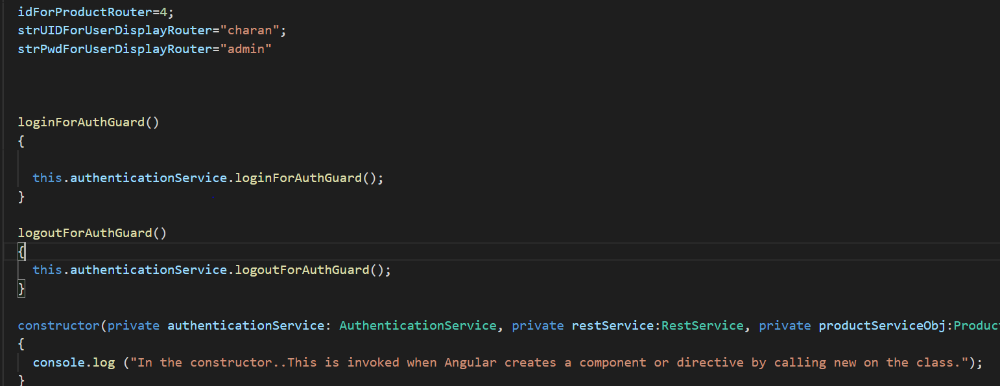 idForProductRouter=4;
strUIDForUserDisplayRouter="charan";
strPwdForUserDisplayRouter="admin"
loginForAuthGuard()
{
this.authenticationService.loginForAuthGuard();
}
logoutForAuthGuard()
{
this.authenticationService.logoutForAuthGuard();
}
constructor(private authenticationService: AuthenticationService, private restService:RestService, private productServiceObj:Produc
{
console.log ("In the constructor..This is invoked when Angular creates a component or directive by calling new on the class.");
}